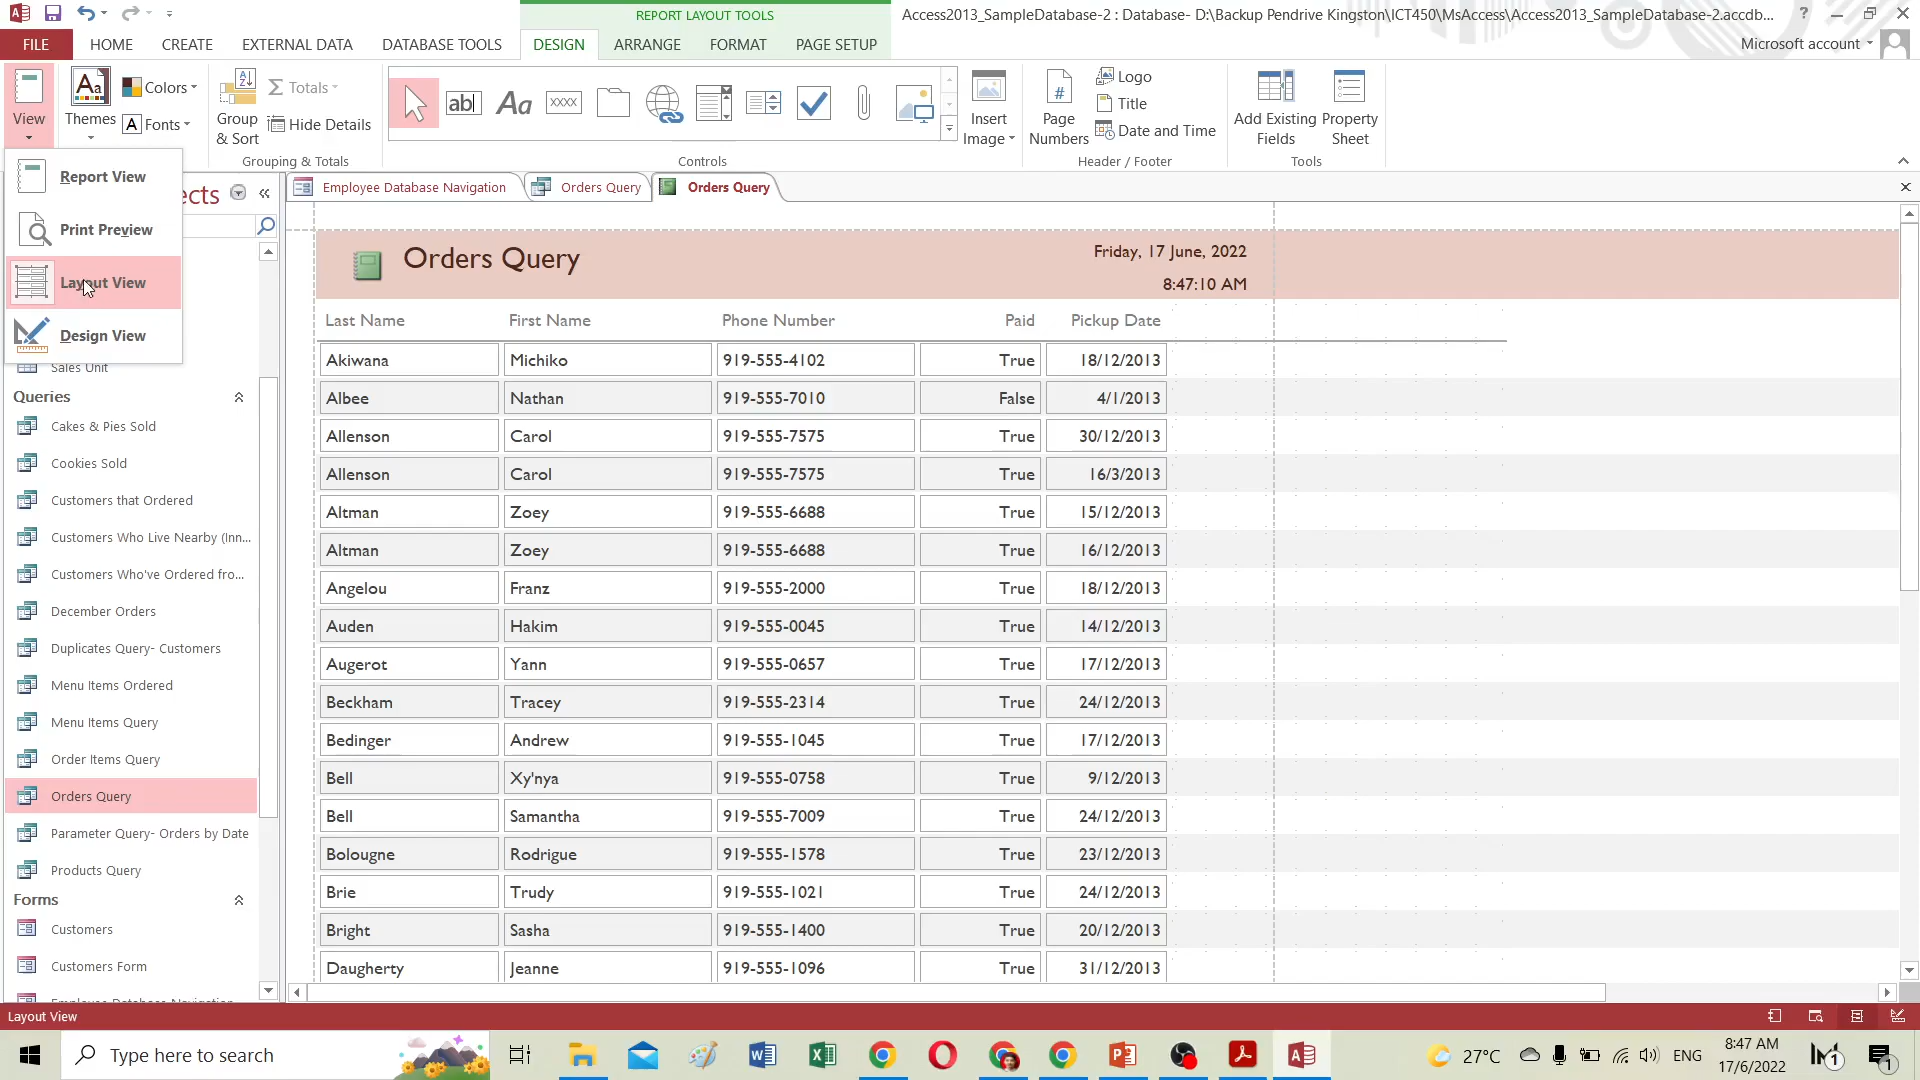 REPORT LAYOUT TOOLS
Access2013_SampleDatabase-2 : Database- D:\Backup Pendrive Kingston\ICT450\MsAccess\Access2013_SampleDatabase-2.accdb...
?
FILE HOME CREATE EXTERNAL DATA DATABASE TOOLS DESIGN ARRANGE FORMAT PAGE SETUP
Microsoft account
View
Themes
Colors
Fonts
Group & Sort
Totals
Hide Details
Grouping & Totals
Controls
Insert Image
Page Numbers
Logo
Title
Date and Time
Header / Footer
Add Existing Fields
Property Sheet
Tools
Report View
Print Preview
Layout View
Design View
ects
Sales Unit
Queries
Cakes & Pies Sold
Cookies Sold
Customers that Ordered
Customers Who Live Nearby (Inn...
Customers Who've Ordered fro...
December Orders
Duplicates Query- Customers
Menu Items Ordered
Menu Items Query
Order Items Query
Orders Query
Parameter Query- Orders by Date
Products Query
Forms
Customers
Customers Form
Employee Database Navigation
Orders Query
Orders Query
Orders Query
Friday, 17 June, 2022
8:47:10 AM
Last Name First Name Phone Number Paid Pickup Date
Akiwana Michiko 919-555-4102 True 18/12/2013
Albee Nathan 919-555-7010 False 4/1/2013
Allenson Carol 919-555-7575 True 30/12/2013
Allenson Carol 919-555-7575 True 16/3/2013
Altman Zoey 919-555-6688 True 15/12/2013
Altman Zoey 919-555-6688 True 16/12/2013
Angelou Franz 919-555-2000 True 18/12/2013
Auden Hakim 919-555-0045 True 14/12/2013
Augerot Yann 919-555-0657 True 17/12/2013
Beckham Tracey 919-555-2314 True 24/12/2013
Bedinger Andrew 919-555-1045 True 17/12/2013
Bell Xy'nya 919-555-0758 True 9/12/2013
Bell Samantha 919-555-7009 True 24/12/2013
Bolougne Rodrigue 919-555-1578 True 23/12/2013
Brie Trudy 919-555-1021 True 24/12/2013
Bright Sasha 919-555-1400 True 20/12/2013
Daugherty Jeanne 919-555-1096 True 31/12/2013
Layout View
Type here to search
27°C
ENG
8:47 AM
17/6/2022
1
1